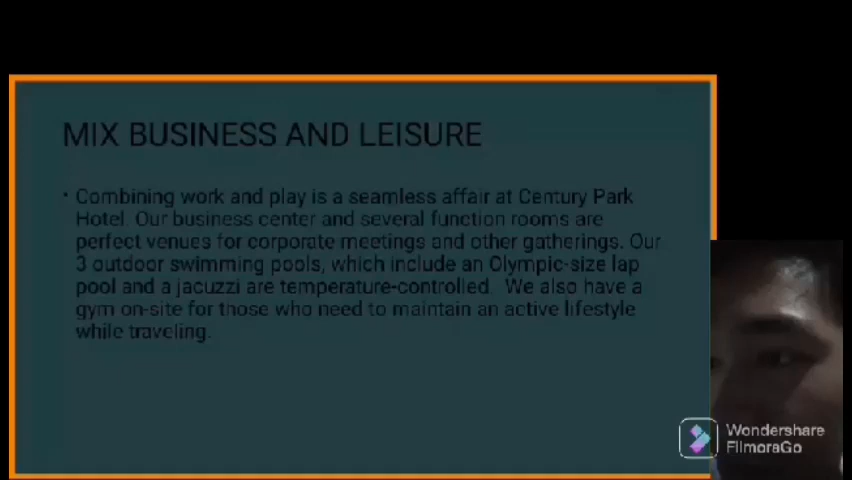 MIX BUSINESS AND LEISURE
• Combining work and play is a seamless affair at Century Park
Hotel. Our business center and several function rooms are
perfect venues for corporate meetings and other gatherings. Our
3 outdoor swimming pools, which include an Olympic-size lap
pool and a jacuzzi are temperature-controlled.  We also have a
gym on-site for those who need to maintain an active lifestyle
while traveling.
Wondershare
FilmoraGo